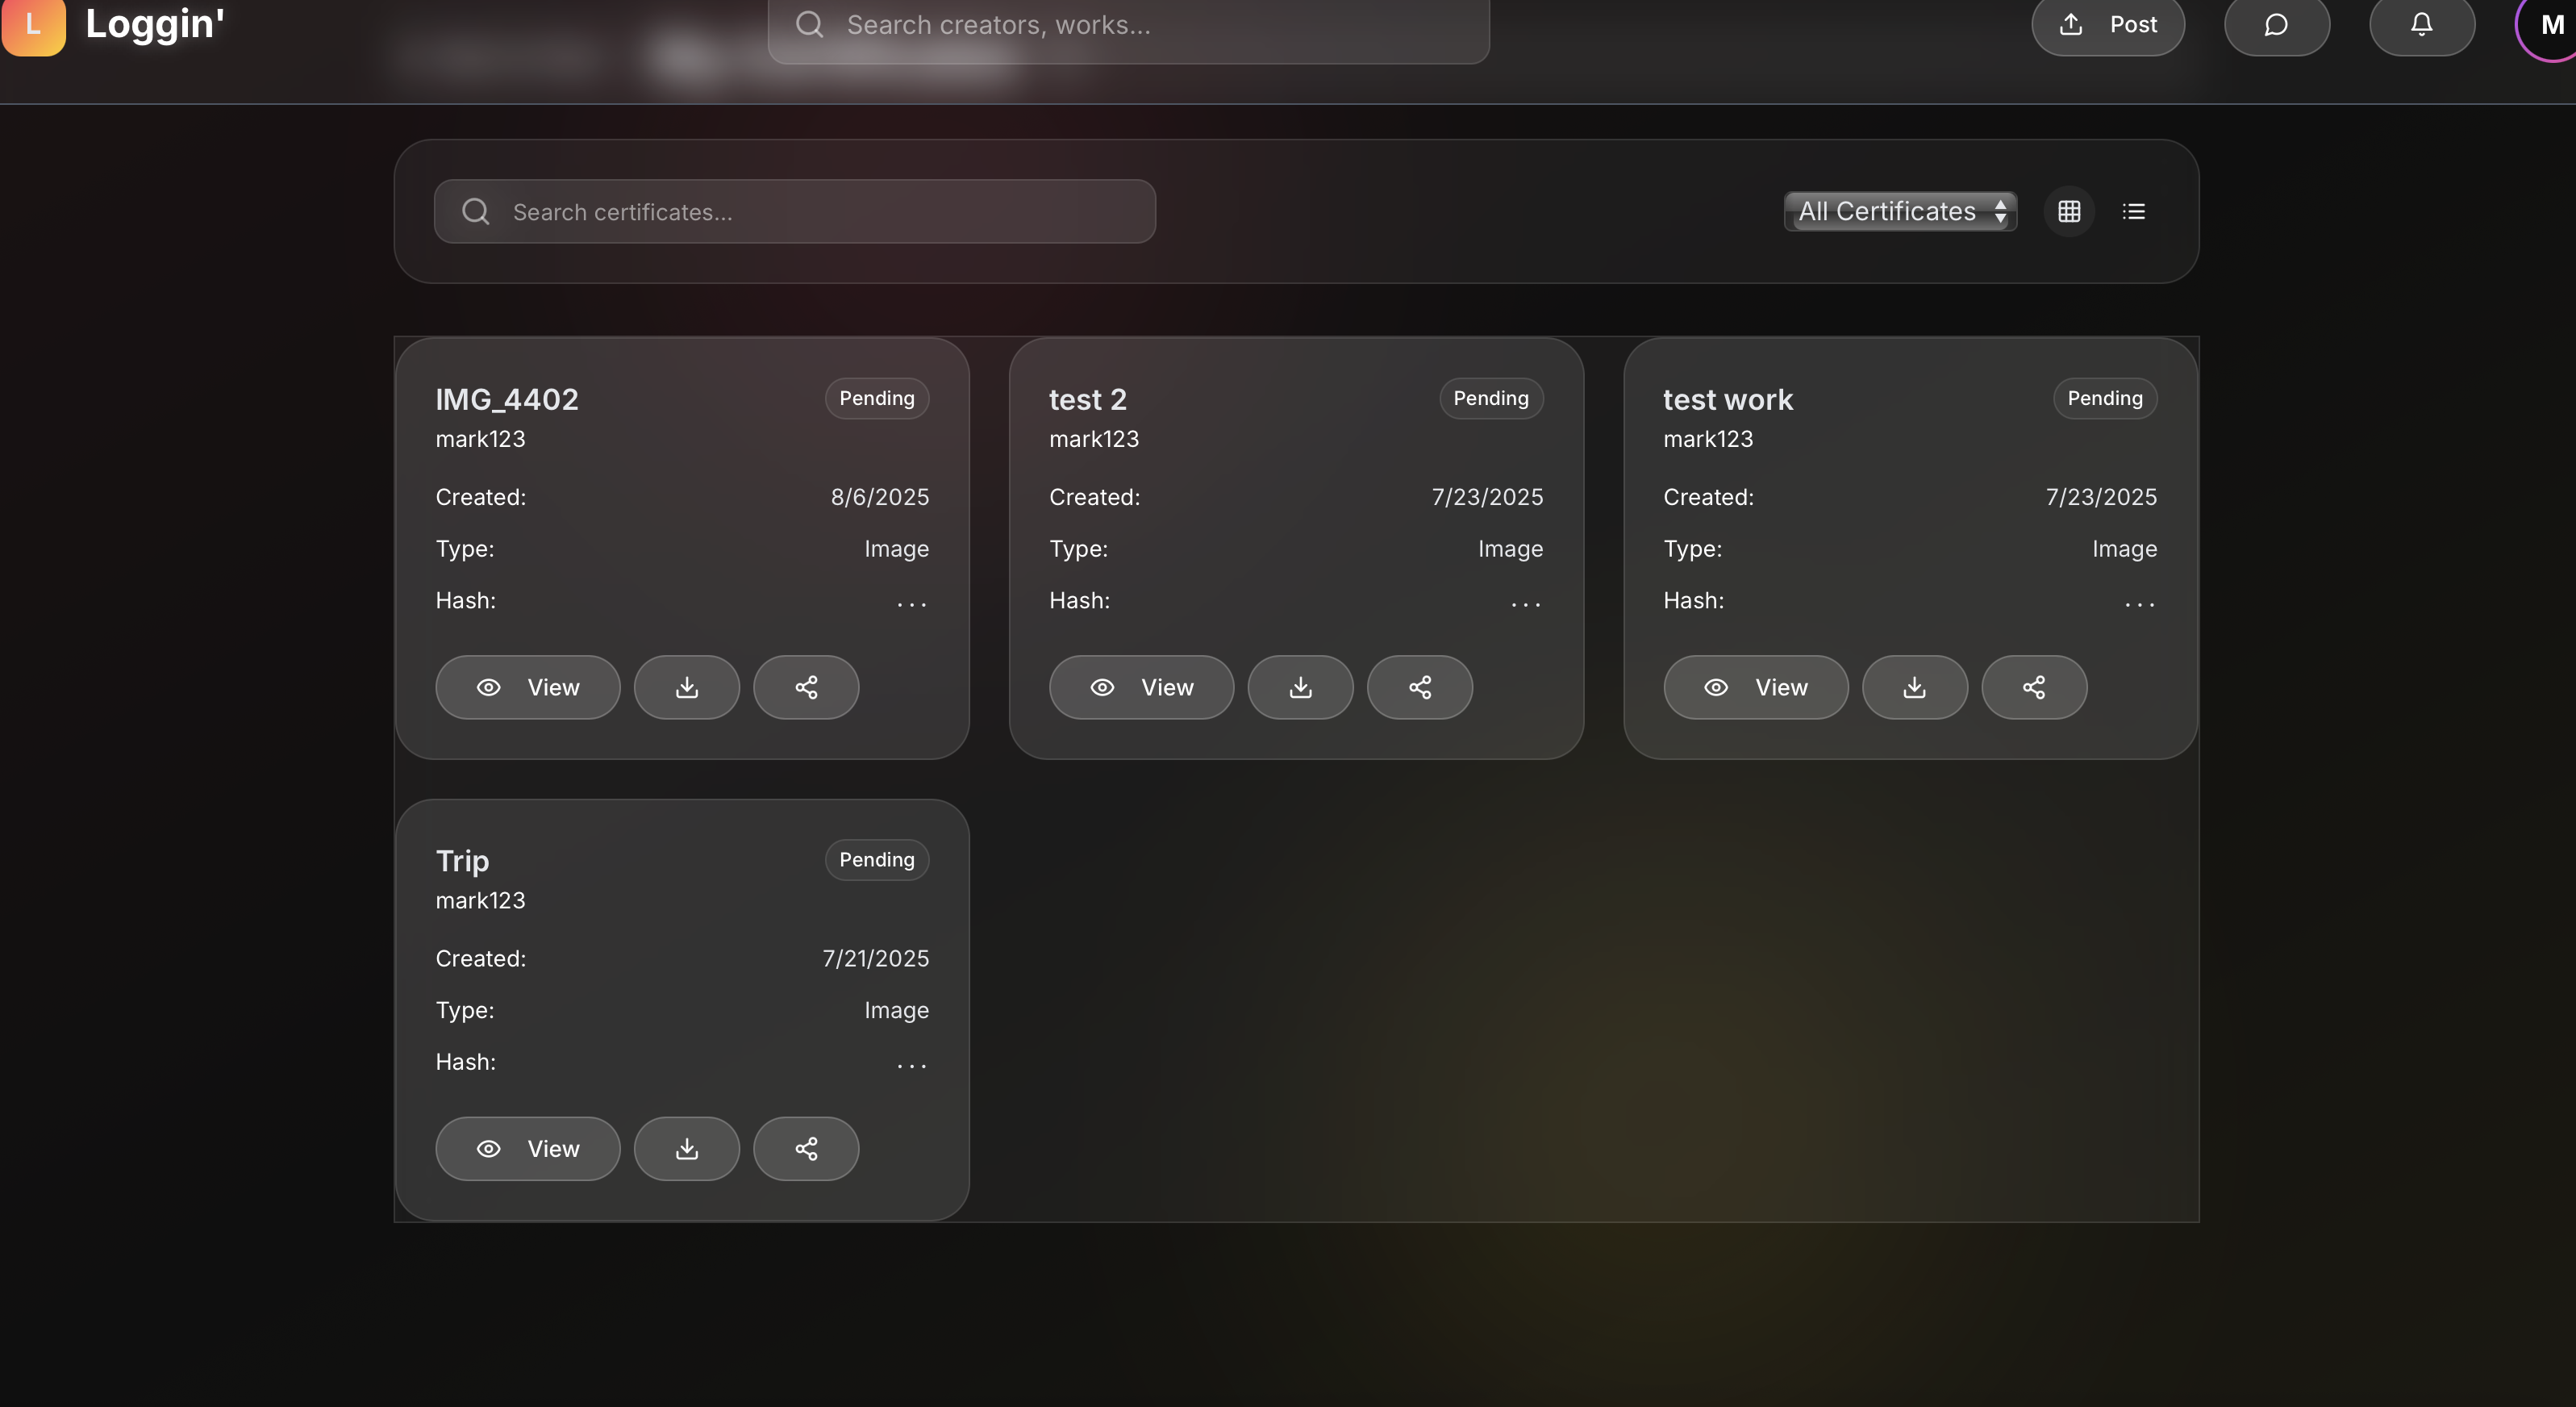 L Loggin' Search creators, works... Post M
Search certificates... All Certificates
IMG_4402 Pending
mark123
Created: 8/6/2025
Type: Image
Hash: ...
View
test 2 Pending
mark123
Created: 7/23/2025
Type: Image
Hash: ...
View
test work Pending
mark123
Created: 7/23/2025
Type: Image
Hash: ...
View
Trip Pending
mark123
Created: 7/21/2025
Type: Image
Hash: ...
View